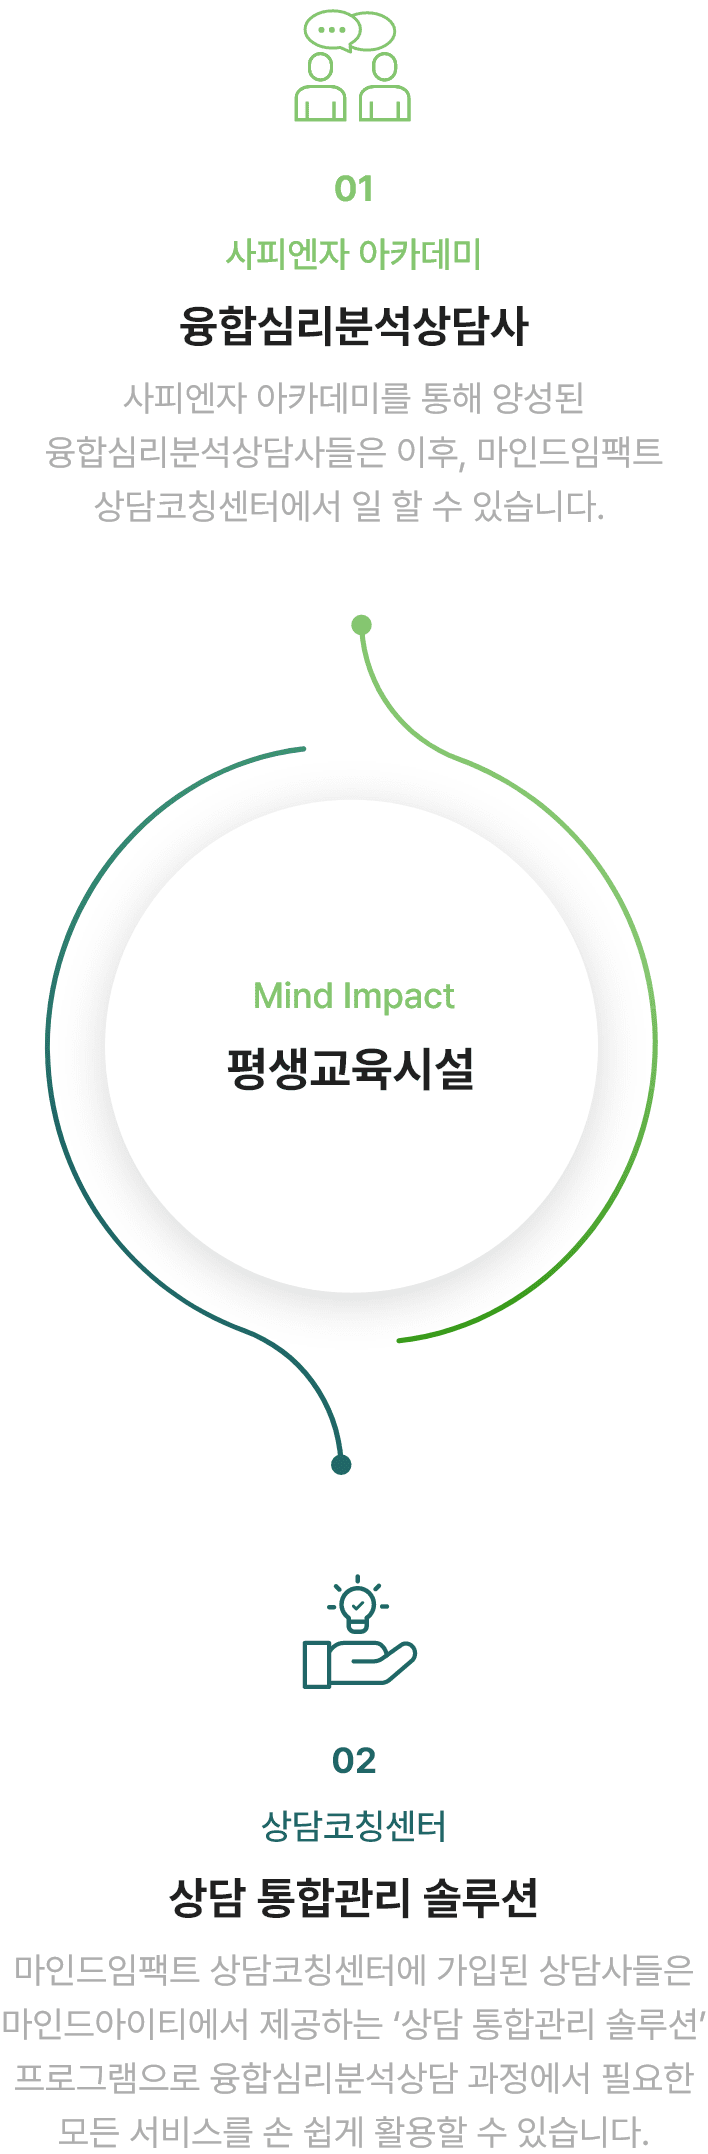 01
사피엔자 아카데미
융합심리분석상담사
사피엔자 아카데미를 통해 양성된
융합심리분석상담사들은 이후, 마인드임팩트
상담코칭센터에서 일 할 수 있습니다.
Mind Impact
평생교육시설
02
상담코칭센터
상담 통합관리 솔루션
마인드임팩트 상담코칭센터에 가입된 상담사들은
마인드아이티에서 제공하는 ‘상담 통합관리 솔루션’
프로그램으로 융합심리분석상담 과정에서 필요한
모든 서비스를 손 쉽게 활용할 수 있습니다.